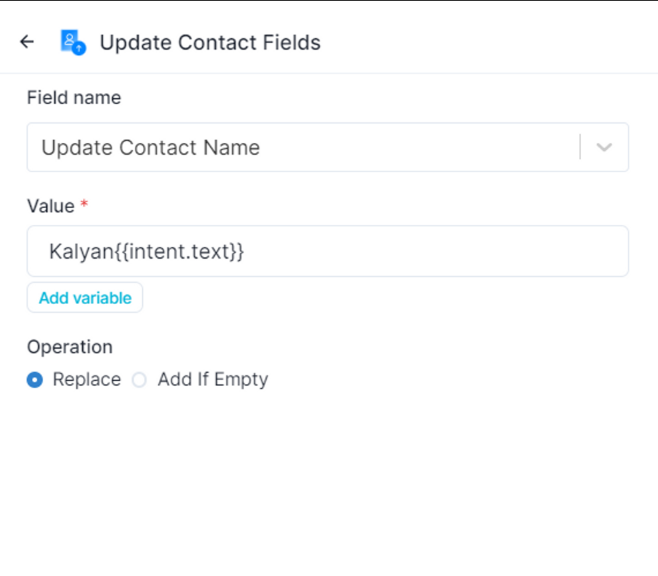 Update Contact Fields
Field name
Update Contact Name
Value *
Kalyan{{intent.text}}
Add variable
Operation
Replace Add If Empty